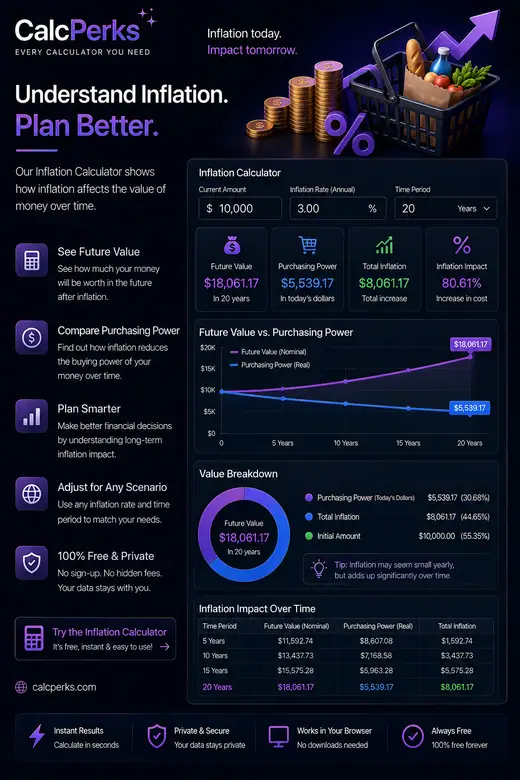 CalcPerks
EVERY CALCULATOR YOU NEED
Inflation today.
Impact tomorrow.
Understand Inflation.
Plan Better.
Our Inflation Calculator shows
how inflation affects the value of
money over time.
See Future Value
See how much your money
will be worth in the future
after inflation.
Compare Purchasing Power
Find out how inflation reduces
the buying power of your
money over time.
Plan Smarter
Make better financial decisions
by understanding long-term
inflation impact.
Adjust for Any Scenario
Use any inflation rate and time
period to match your needs.
100% Free & Private
No sign-up. No hidden fees.
Your data stays with you.
Try the Inflation Calculator
It's free, instant & easy to use! →
calcperks.com
Inflation Calculator
Current Amount Inflation Rate (Annual) Time Period
$ 10,000 3.00 % 20 Years
Future Value Purchasing Power Total Inflation Inflation Impact
$18,061.17 $5,539.17 $8,061.17 80.61%
In 20 years In today's dollars Total increase Increase in cost
Future Value vs. Purchasing Power
$20K
$15K
$10K
$5K
$0
Future Value (Nominal)
Purchasing Power (Real)
$18,061.17
$5,539.17
0 5 Years 10 Years 15 Years 20 Years
Value Breakdown
Future Value
$18,061.17
In 20 years
Purchasing Power (Today's Dollars) $5,539.17 (30.68%)
Total Inflation $8,061.17 (44.65%)
Initial Amount $10,000.00 (55.35%)
Tip: Inflation may seem small yearly,
but adds up significantly over time.
Inflation Impact Over Time
Time Period Future Value (Nominal) Purchasing Power (Real) Total Inflation
5 Years $11,592.74 $8,607.08 $1,592.74
10 Years $13,437.73 $7,168.58 $3,437.73
15 Years $15,575.28 $5,963.28 $5,575.28
20 Years $18,061.17 $5,539.17 $8,061.17
Instant Results
Calculate in seconds
Private & Secure
Your data stays private
Works in Your Browser
No downloads needed
Always Free
100% free forever